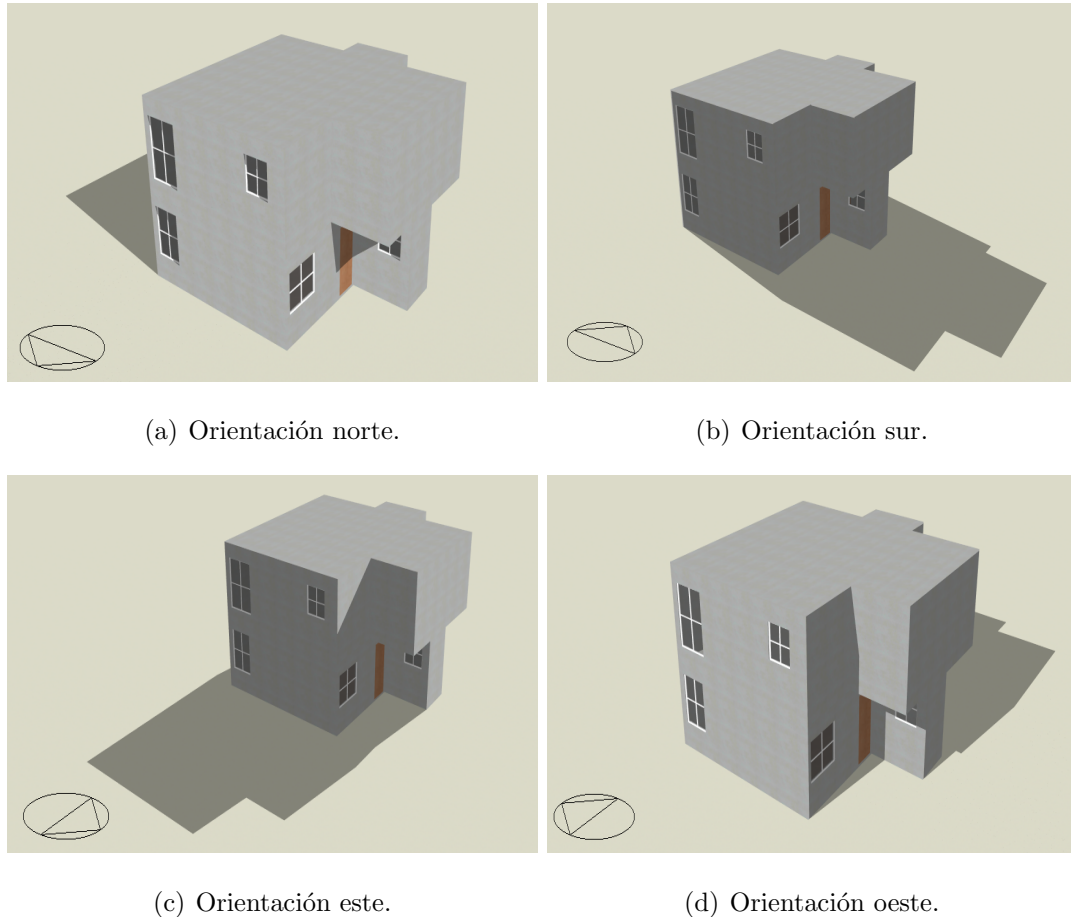 (a) Orientación norte.
(b) Orientación sur.
(c) Orientación este.
(d) Orientación oeste.